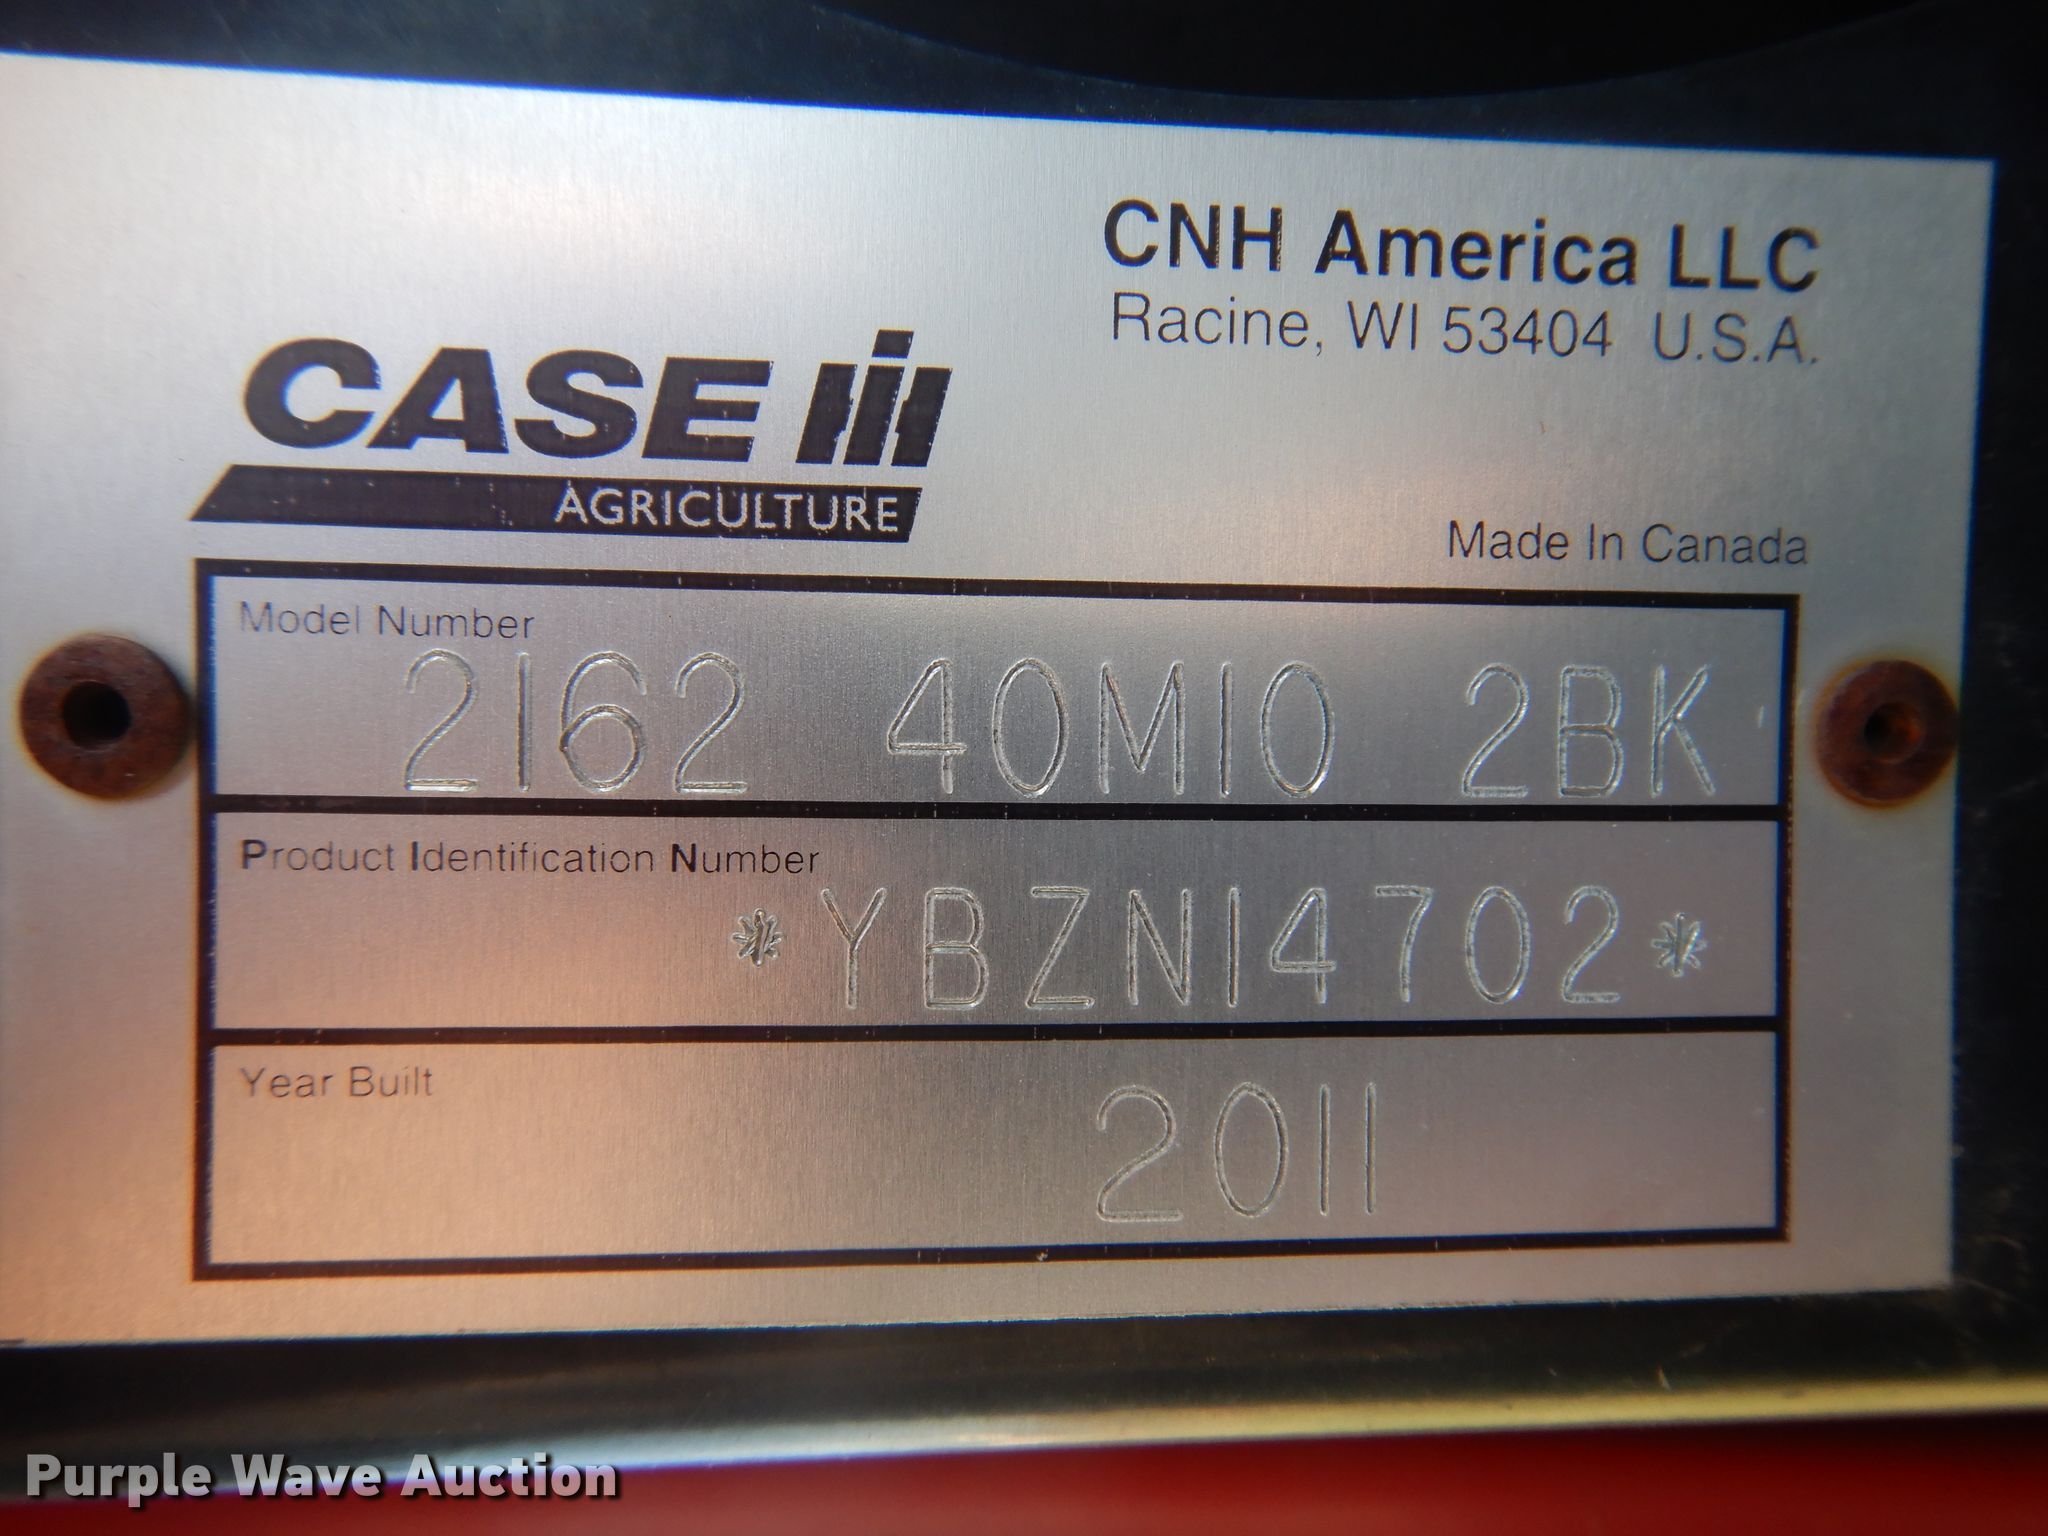 CNH America LLC
Racine, WI 53404 U.S.A.
CASE IH
AGRICULTURE
Made In Canada
Model Number
2162 40M10 2BK
Product Identification Number
*YBZN14702*
Year Built
2011
Purple Wave Auction